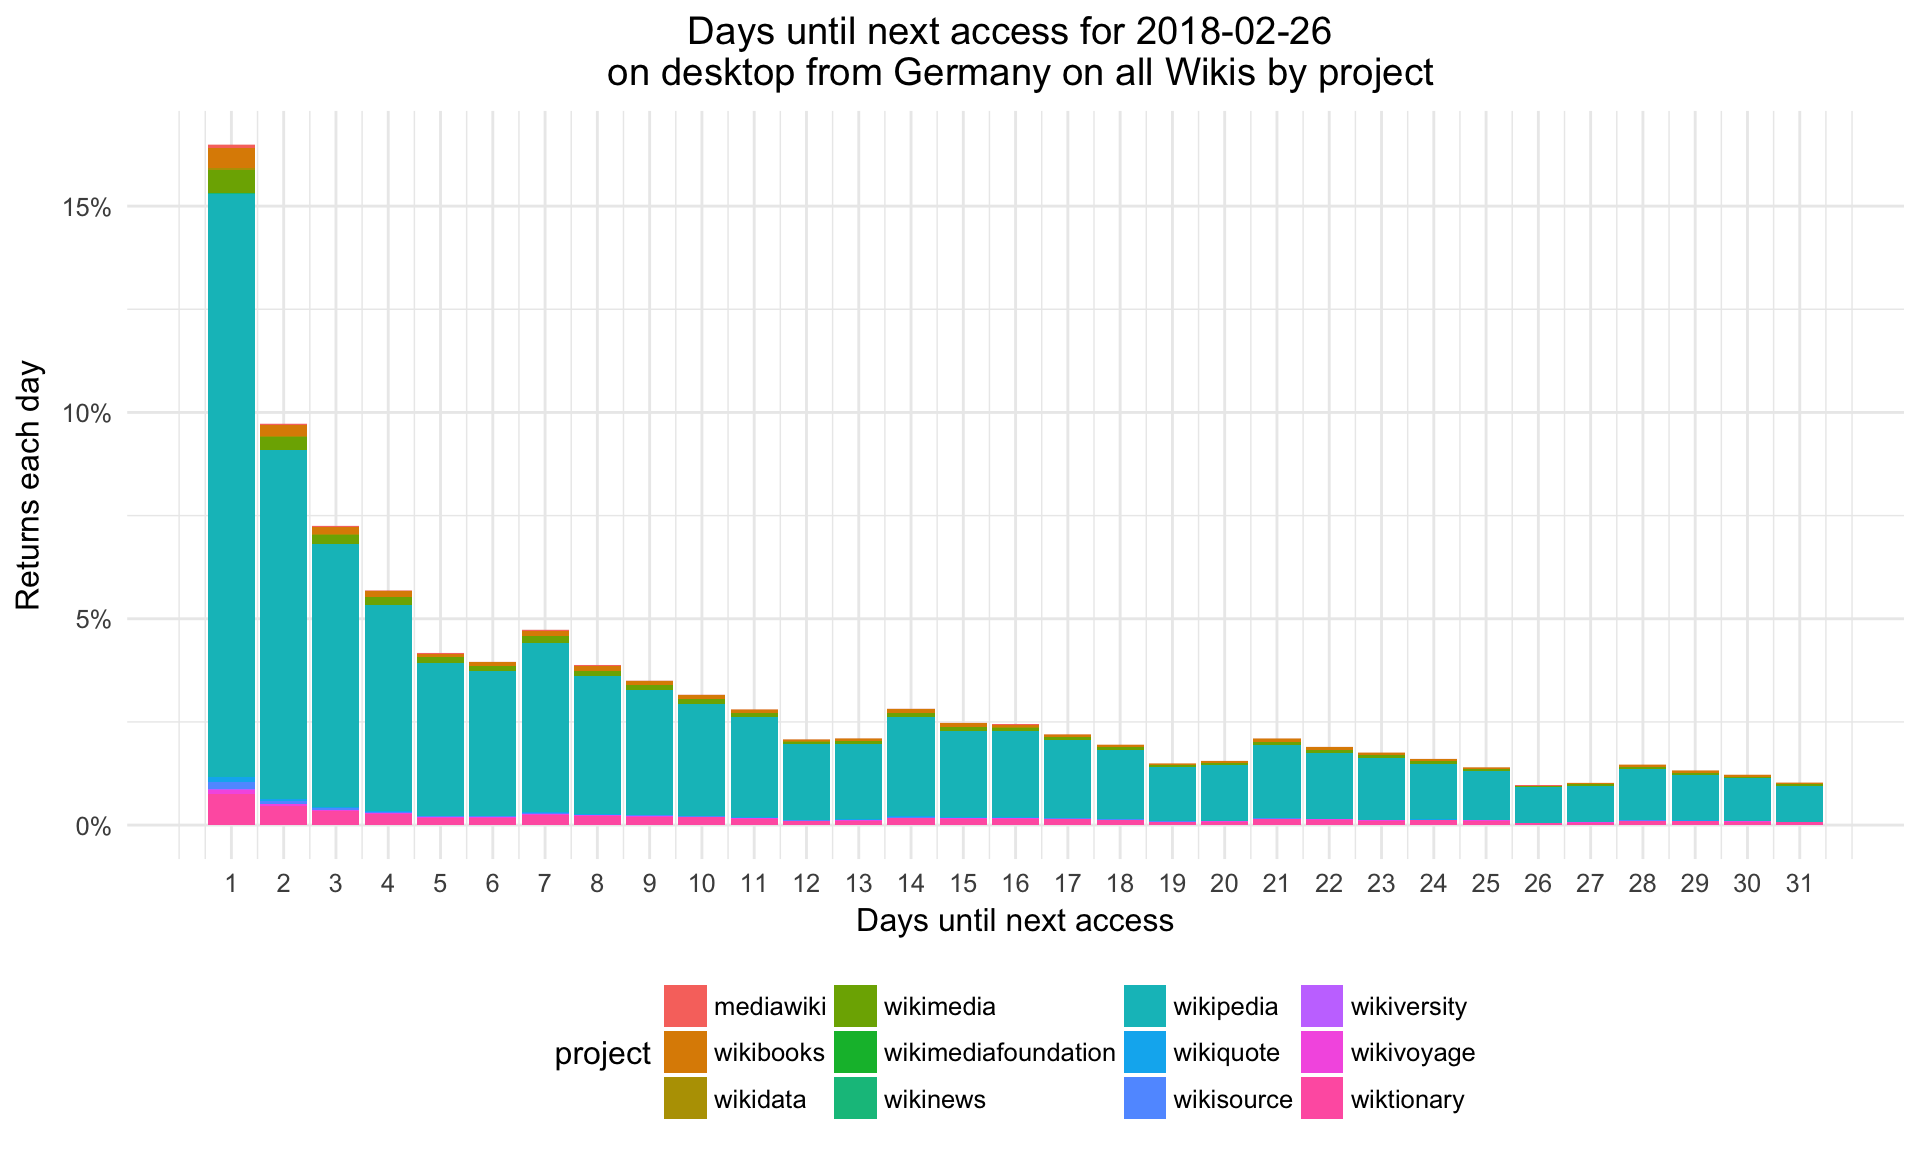 Days until next access for 2018-02-26
on desktop from Germany on all Wikis by project
Returns each day
15%
10%
5%
0%
1 2 3 4 5 6 7 8 9 10 11 12 13 14 15 16 17 18 19 20 21 22 23 24 25 26 27 28 29 30 31
Days until next access
project
mediawiki wikimedia wikipedia wikiversity
wikibooks wikimediafoundation wikiquote wikivoyage
wikidata wikinews wikisource wiktionary